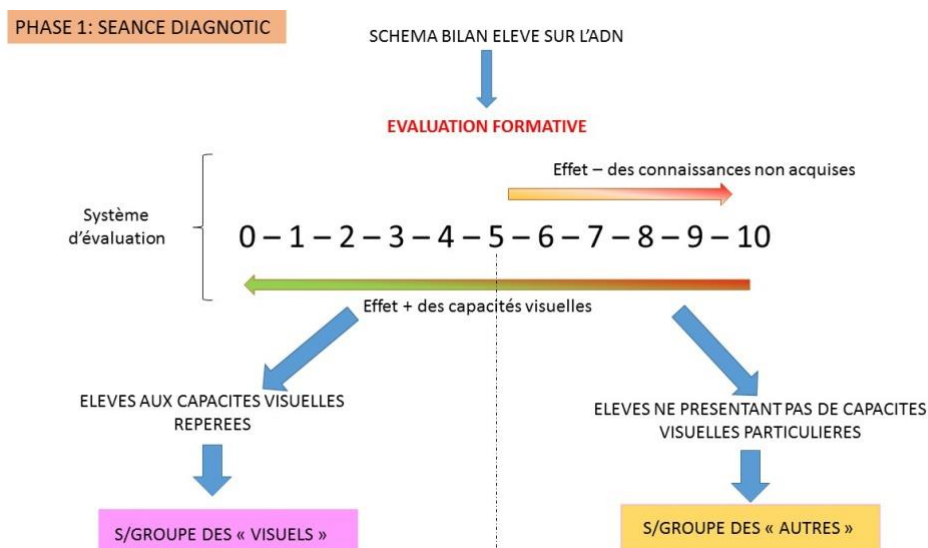 PHASE 1: SEANCE DIAGNOTIC
SCHEMA BILAN ELEVE SUR L’ADN
EVALUATION FORMATIVE
Effet – des connaissances non acquises
Système
d’évaluation
0 – 1 – 2 – 3 – 4 – 5 – 6 – 7 – 8 – 9 – 10
Effet + des capacités visuelles
ELEVES AUX CAPACITES VISUELLES
REPEREES
ELEVES NE PRESENTANT PAS DE CAPACITES
VISUELLES PARTICULIERES
S/GROUPE DES « VISUELS »
S/GROUPE DES « AUTRES »